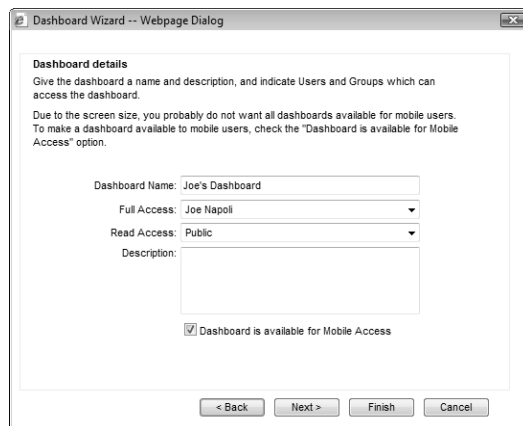 Dashboard Wizard -- Webpage Dialog
Dashboard details
Give the dashboard a name and description, and indicate Users and Groups which can
access the dashboard.
Due to the screen size, you probably do not want all dashboards available for mobile users.
To make a dashboard available to mobile users, check the "Dashboard is available for Mobile
Access" option.
Dashboard Name: Joe's Dashboard
Full Access: Joe Napoli
Read Access: Public
Description:
Dashboard is available for Mobile Access
< Back Next > Finish Cancel